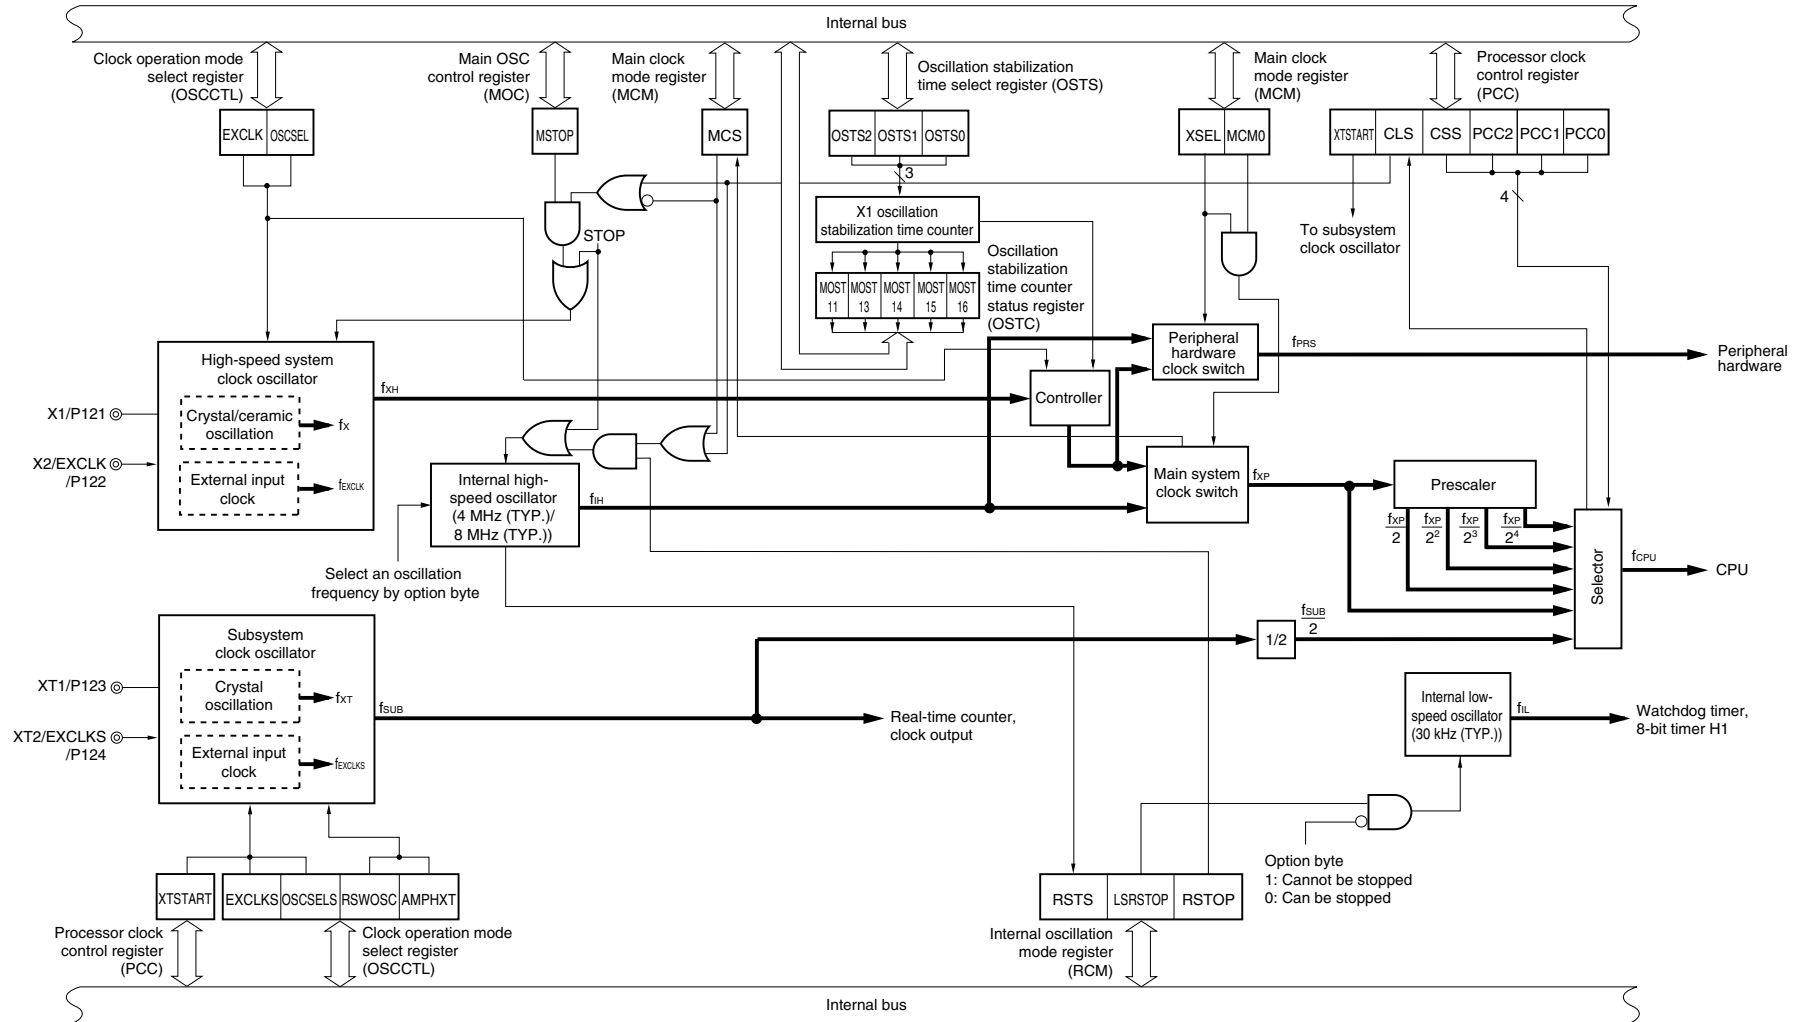 Internal bus
Clock operation mode
select register
(OSCCTL)
Main OSC
control register
(MOC)
Main clock
mode register
(MCM)
Oscillation stabilization
time select register (OSTS)
Main clock
mode register
(MCM)
Processor clock
control register
(PCC)
EXCLK OSCSEL
MSTOP
MCS
OSTS2 OSTS1 OSTS0
XSEL MCM0
XTSTART CLS CSS PCC2 PCC1 PCC0
3
4
X1 oscillation
stabilization time counter
To subsystem
clock oscillator
STOP
Oscillation
stabilization
time counter
status register
(OSTC)
MOST MOST MOST MOST MOST
11 13 14 15 16
High-speed system
clock oscillator
Crystal/ceramic
oscillation
fX
External input
clock
fEXCLK
X1/P121
X2/EXCLK
/P122
fXH
Controller
Peripheral
hardware
clock switch
fPRS
Peripheral
hardware
Internal high-
speed oscillator
(4 MHz (TYP.)/
8 MHz (TYP.))
fIH
Main system
clock switch
fXP
Prescaler
fXP fXP fXP fXP
2 2² 2³ 2⁴
Selector
fCPU
CPU
Select an oscillation
frequency by option byte
Subsystem
clock oscillator
Crystal
oscillation
fXT
External input
clock
fEXCLKS
XT1/P123
XT2/EXCLKS
/P124
fSUB
Real-time counter,
clock output
1/2
fSUB
2
Internal low-
speed oscillator
(30 kHz (TYP.))
fIL
Watchdog timer,
8-bit timer H1
Option byte
1: Cannot be stopped
0: Can be stopped
XTSTART
EXCLKS OSCSELS RSWOSC AMPHXT
RSTS LSRSTOP RSTOP
Processor clock
control register
(PCC)
Clock operation mode
select register
(OSCCTL)
Internal oscillation
mode register
(RCM)
Internal bus